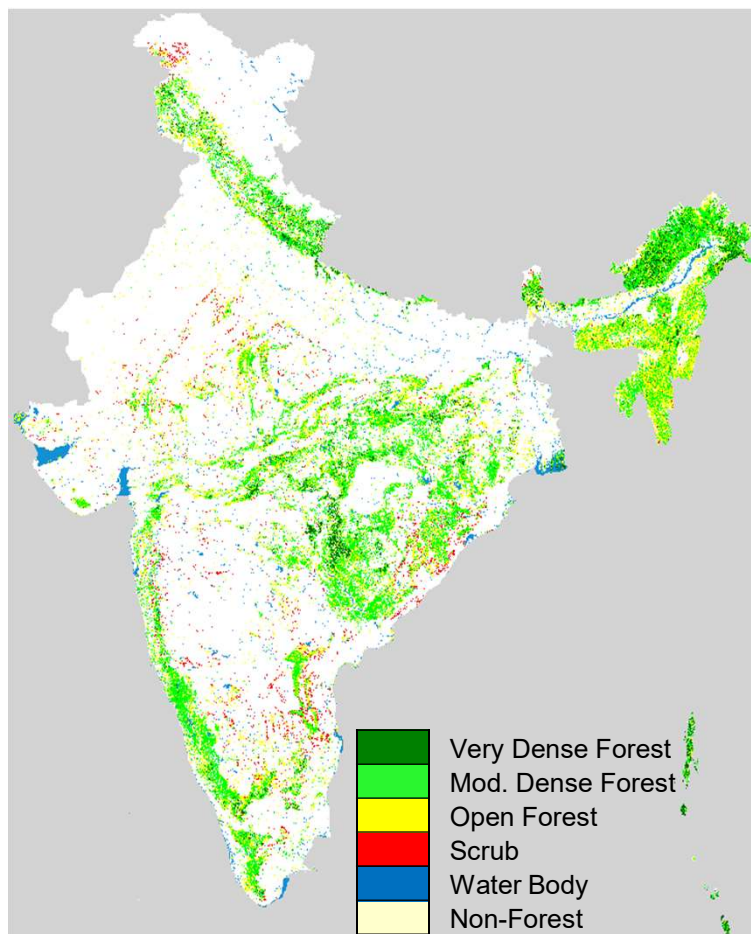 Very Dense Forest
Mod. Dense Forest
Open Forest
Scrub
Water Body
Non-Forest